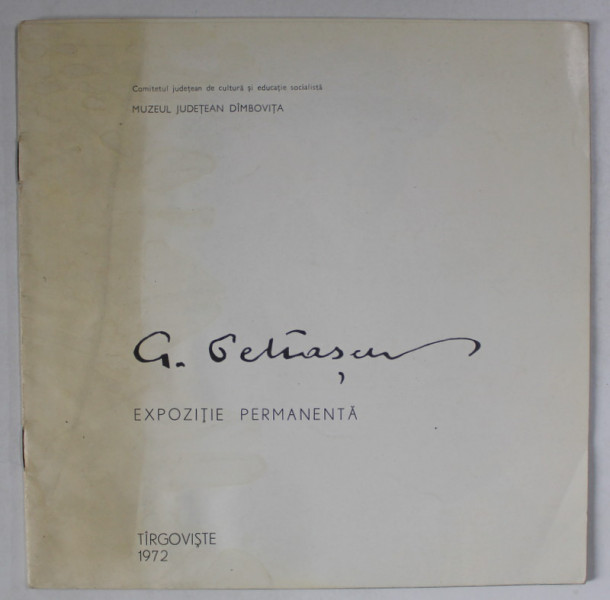 Comitetul județean de cultură și educație socialistă
MUZEUL JUDEȚEAN DÎMBOVIȚA
G. Petrașcu
EXPOZIȚIE PERMANENTĂ
TÎRGOVIȘTE
1972